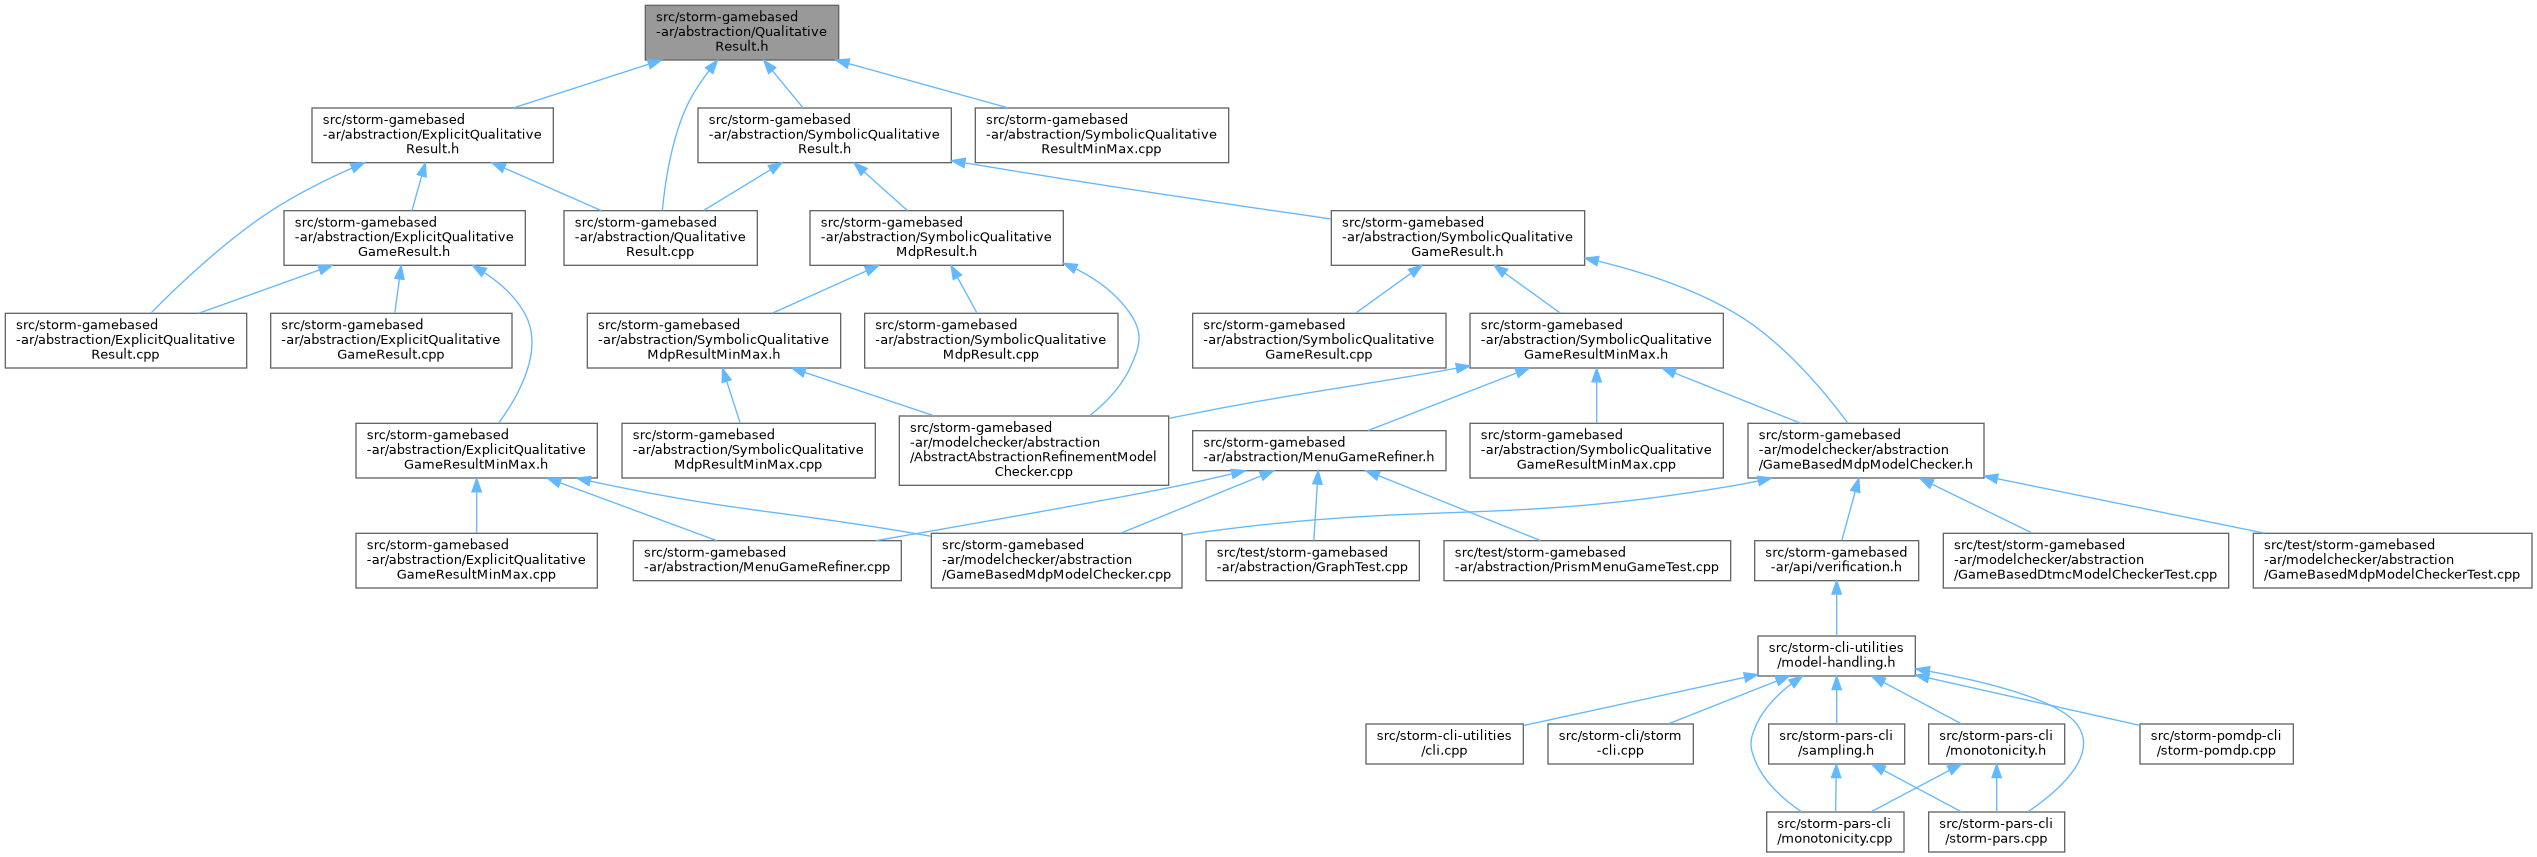 src/storm-gamebased
-ar/abstraction/Qualitative
Result.h
src/storm-gamebased
-ar/abstraction/ExplicitQualitative
Result.h
src/storm-gamebased
-ar/abstraction/SymbolicQualitative
Result.h
src/storm-gamebased
-ar/abstraction/SymbolicQualitative
ResultMinMax.cpp
src/storm-gamebased
-ar/abstraction/ExplicitQualitative
GameResult.h
src/storm-gamebased
-ar/abstraction/Qualitative
Result.cpp
src/storm-gamebased
-ar/abstraction/SymbolicQualitative
MdpResult.h
src/storm-gamebased
-ar/abstraction/SymbolicQualitative
GameResult.h
src/storm-gamebased
-ar/abstraction/ExplicitQualitative
Result.cpp
src/storm-gamebased
-ar/abstraction/ExplicitQualitative
GameResult.cpp
src/storm-gamebased
-ar/abstraction/SymbolicQualitative
MdpResultMinMax.h
src/storm-gamebased
-ar/abstraction/SymbolicQualitative
MdpResult.cpp
src/storm-gamebased
-ar/abstraction/SymbolicQualitative
GameResult.cpp
src/storm-gamebased
-ar/abstraction/SymbolicQualitative
GameResultMinMax.h
src/storm-gamebased
-ar/abstraction/ExplicitQualitative
GameResultMinMax.h
src/storm-gamebased
-ar/abstraction/SymbolicQualitative
MdpResultMinMax.cpp
src/storm-gamebased
-ar/modelchecker/abstraction
/AbstractAbstractionRefinementModel
Checker.cpp
src/storm-gamebased
-ar/abstraction/MenuGameRefiner.h
src/storm-gamebased
-ar/abstraction/SymbolicQualitative
GameResultMinMax.cpp
src/storm-gamebased
-ar/modelchecker/abstraction
/GameBasedMdpModelChecker.h
src/storm-gamebased
-ar/abstraction/ExplicitQualitative
GameResultMinMax.cpp
src/storm-gamebased
-ar/abstraction/MenuGameRefiner.cpp
src/storm-gamebased
-ar/modelchecker/abstraction
/GameBasedMdpModelChecker.cpp
src/test/storm-gamebased
-ar/abstraction/GraphTest.cpp
src/test/storm-gamebased
-ar/abstraction/PrismMenuGameTest.cpp
src/storm-gamebased
-ar/api/verification.h
src/test/storm-gamebased
-ar/modelchecker/abstraction
/GameBasedDtmcModelCheckerTest.cpp
src/test/storm-gamebased
-ar/modelchecker/abstraction
/GameBasedMdpModelCheckerTest.cpp
src/storm-cli-utilities
/model-handling.h
src/storm-cli-utilities
/cli.cpp
src/storm-cli/storm
-cli.cpp
src/storm-pars-cli
/sampling.h
src/storm-pars-cli
/monotonicity.h
src/storm-pomdp-cli
/storm-pomdp.cpp
src/storm-pars-cli
/monotonicity.cpp
src/storm-pars-cli
/storm-pars.cpp